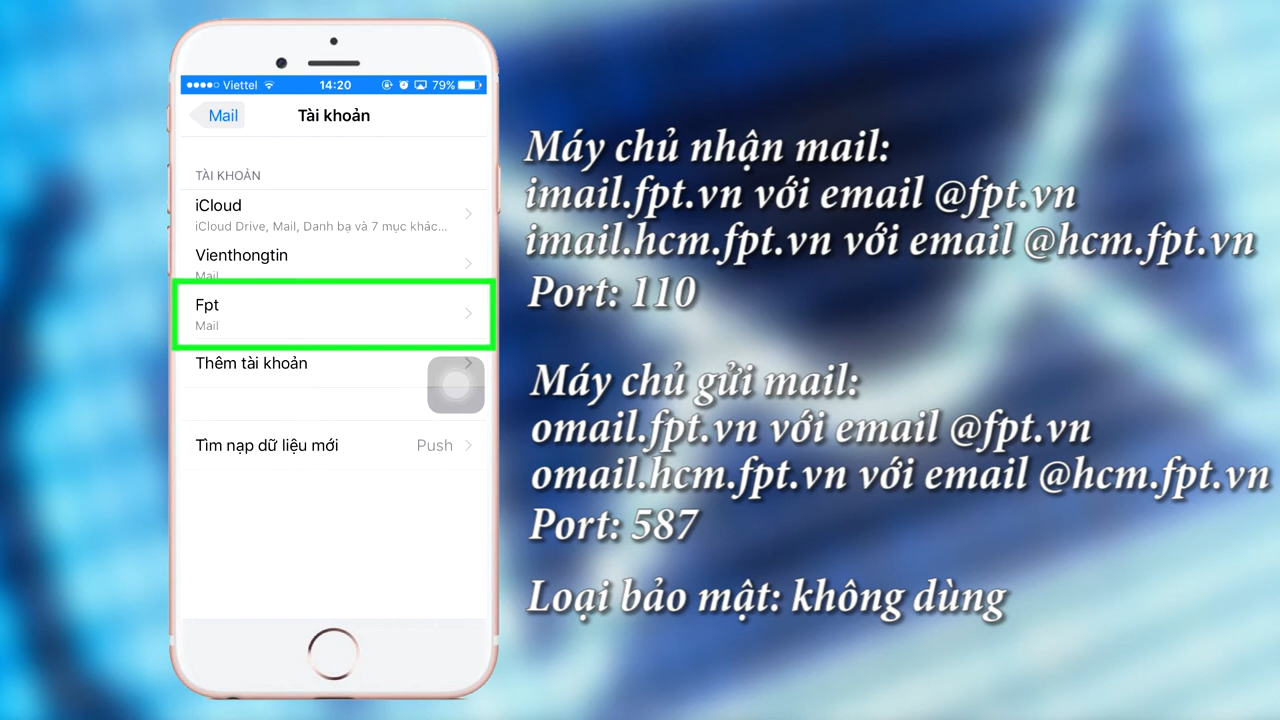 Viettel 14:20 79%
Mail Tài khoản
TÀI KHOẢN
iCloud
iCloud Drive, Mail, Danh bạ và 7 mục khác...
Vienthongtin
Mail
Fpt
Mail
Thêm tài khoản
Tìm nạp dữ liệu mới Push
Máy chủ nhận mail:
imail.fpt.vn với email @fpt.vn
imail.hcm.fpt.vn với email @hcm.fpt.vn
Port: 110
Máy chủ gửi mail:
omail.fpt.vn với email @fpt.vn
omail.hcm.fpt.vn với email @hcm.fpt.vn
Port: 587
Loại bảo mật: không dùng